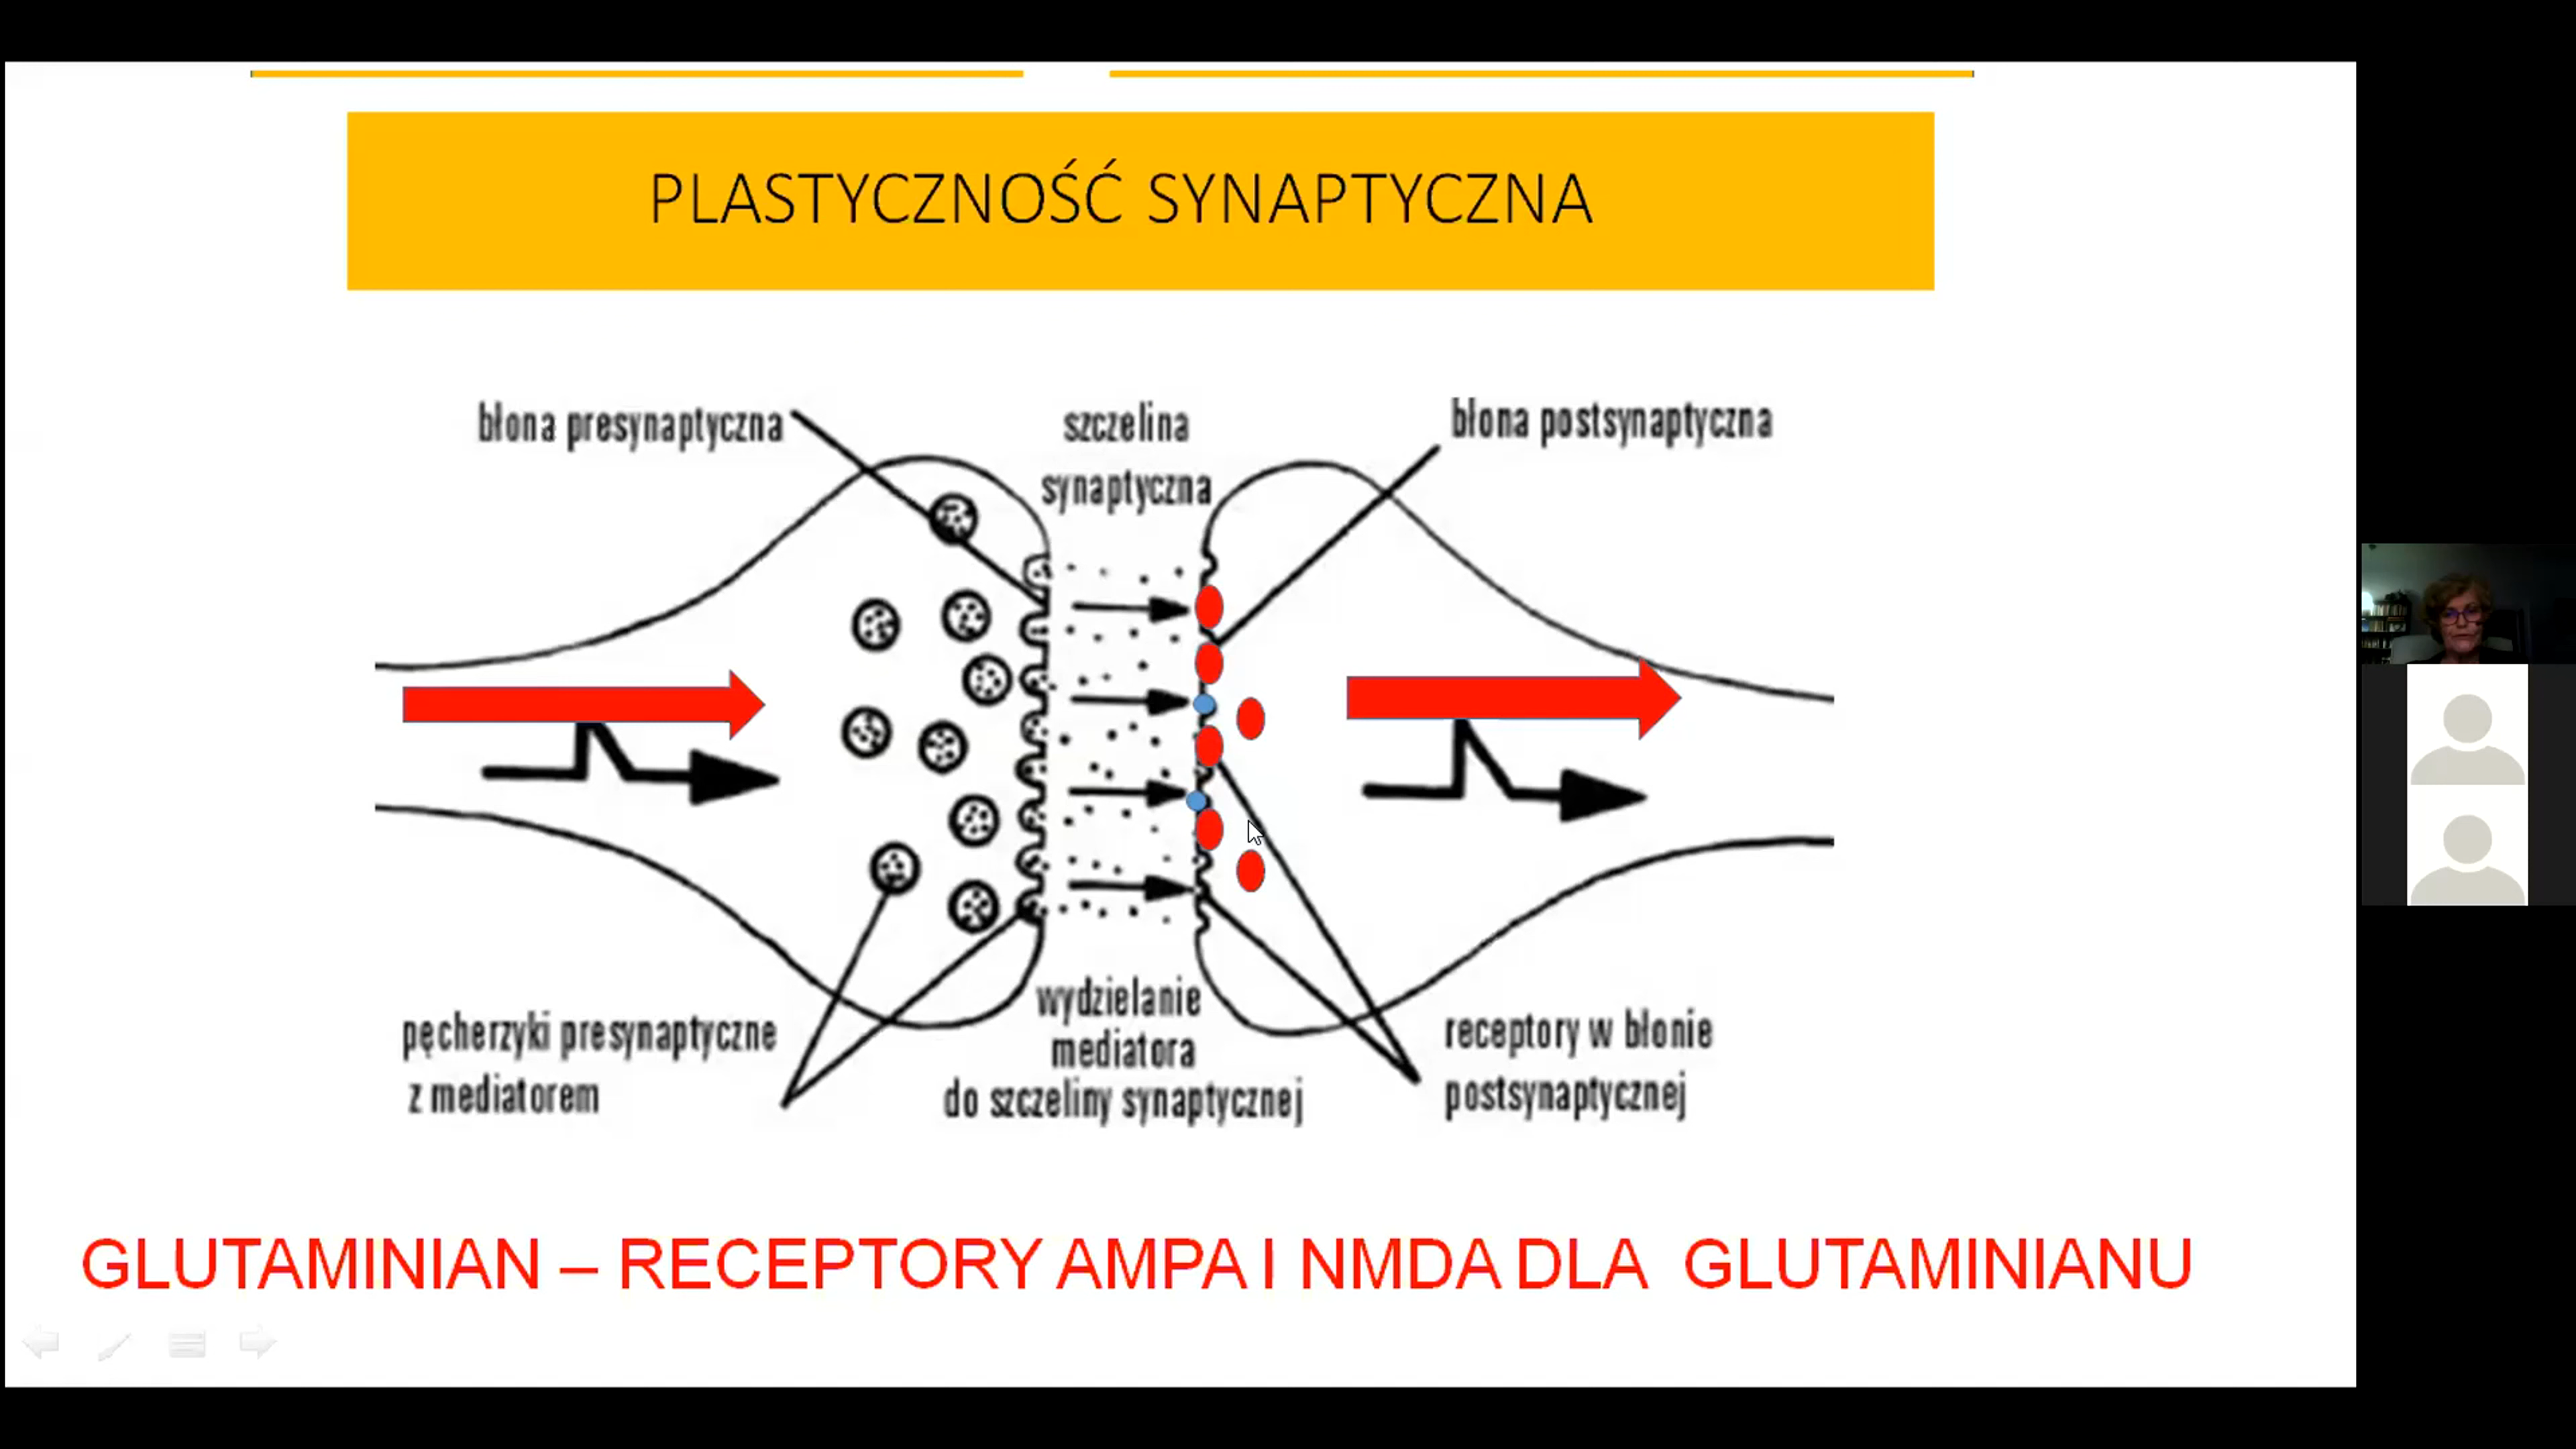 PLASTYCZNOŚĆ SYNAPTYCZNA
błona presynaptyczna
szczelina
synaptyczna
błona postsynaptyczna
pęcherzyki presynaptyczne
z mediatorem
wydzielanie
mediatora
do szczeliny synaptycznej
receptory w błonie
postsynaptycznej
GLUTAMINIAN – RECEPTORY AMPA I NMDA DLA GLUTAMINIANU